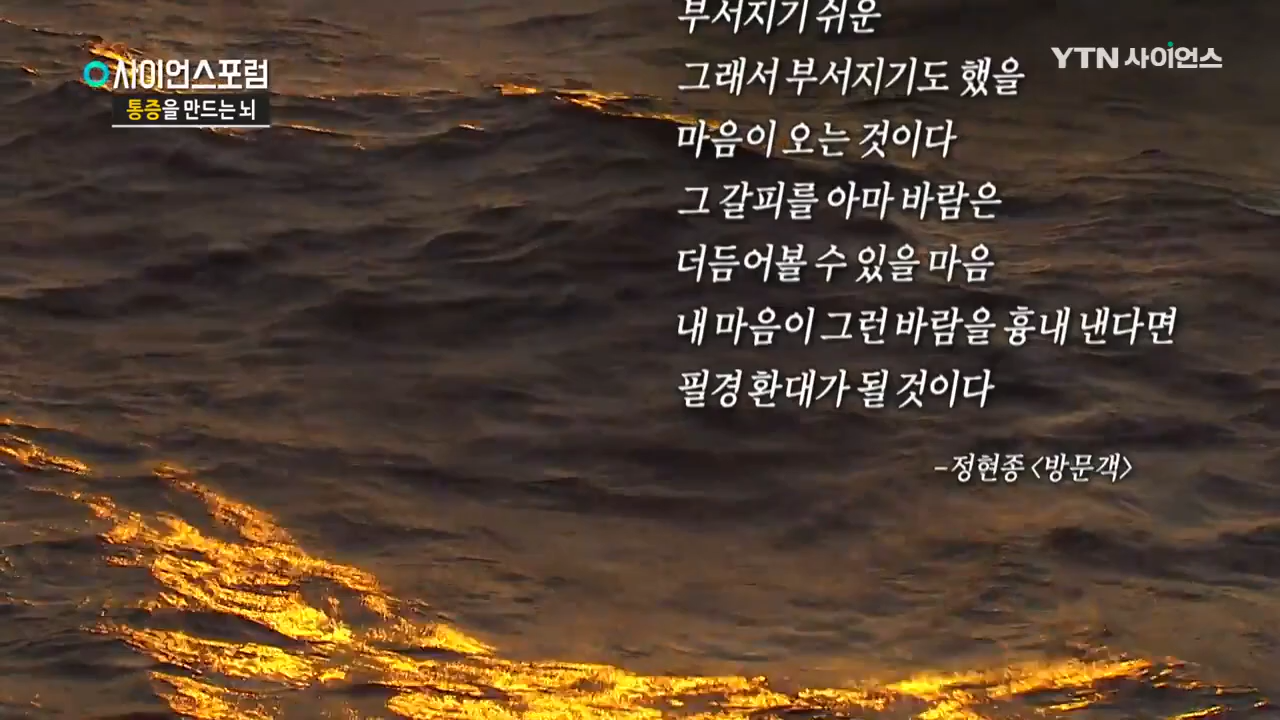 사이언스포럼
통증을 만드는 뇌
YTN 사이언스
부서지기 쉬운
그래서 부서지기도 했을
마음이 오는 것이다
그 갈피를 아마 바람은
더듬어볼 수 있을 마음
내 마음이 그런 바람을 흉내 낸다면
필경 환대가 될 것이다
-정현종 <방문객>